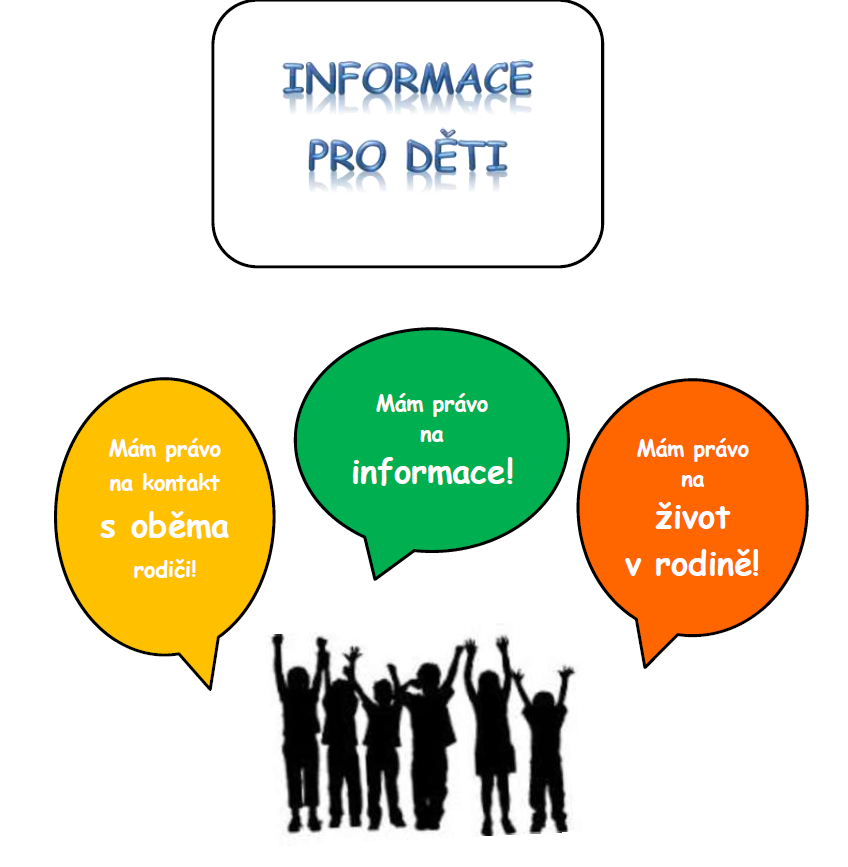 INFORMACE
PRO DĚTI
Mám právo
na kontakt
s oběma
rodiči!
Mám právo
na
informace!
Mám právo
na
život
v rodině!